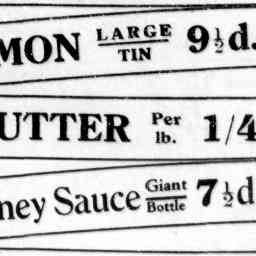 MON LARGE TIN 9½d.
UTTER Per lb. 1/4
ney Sauce Giant Bottle 7½d